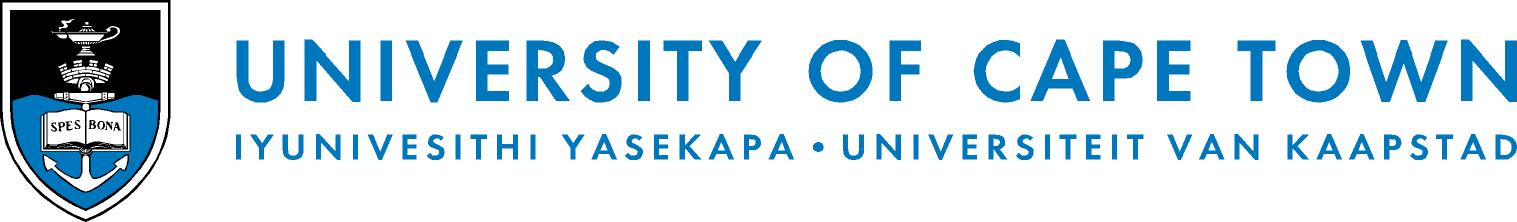 SPES BONA
UNIVERSITY OF CAPE TOWN
IYUNIVESITHI YASEKAPA • UNIVERSITEIT VAN KAAPSTAD